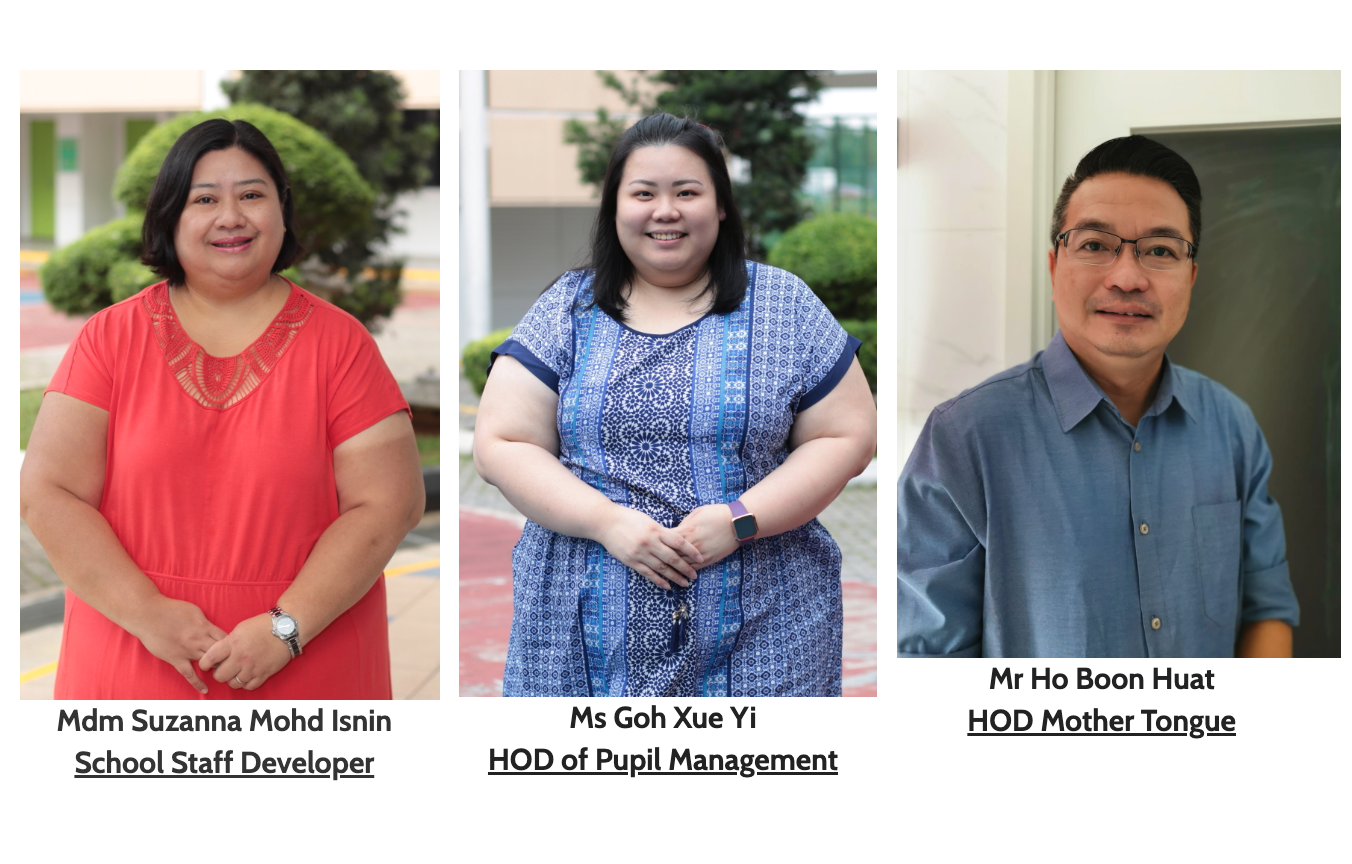 Mdm Suzanna Mohd Isnin
School Staff Developer
Ms Goh Xue Yi
HOD of Pupil Management
Mr Ho Boon Huat
HOD Mother Tongue